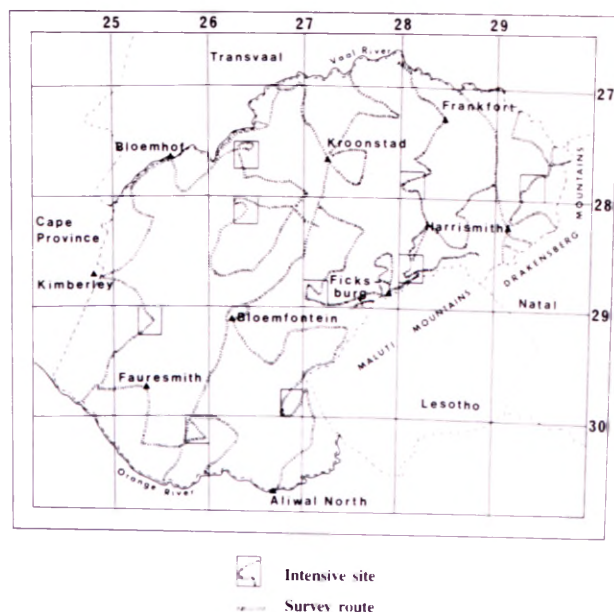 25 26 27 28 29
Transvaal
Vaal River
27
Frankfort
Bloemhof
Kroonstad
28
Cape
Province
Harrismith
MOUNTAINS
DRAKENSBERG
Kimberley
Ficks
burg
Natal
29
Bloemfontein
MALUTI MOUNTAINS
Fauresmith
Lesotho
30
Orange River
Aliwal North
Intensive site
Survey route